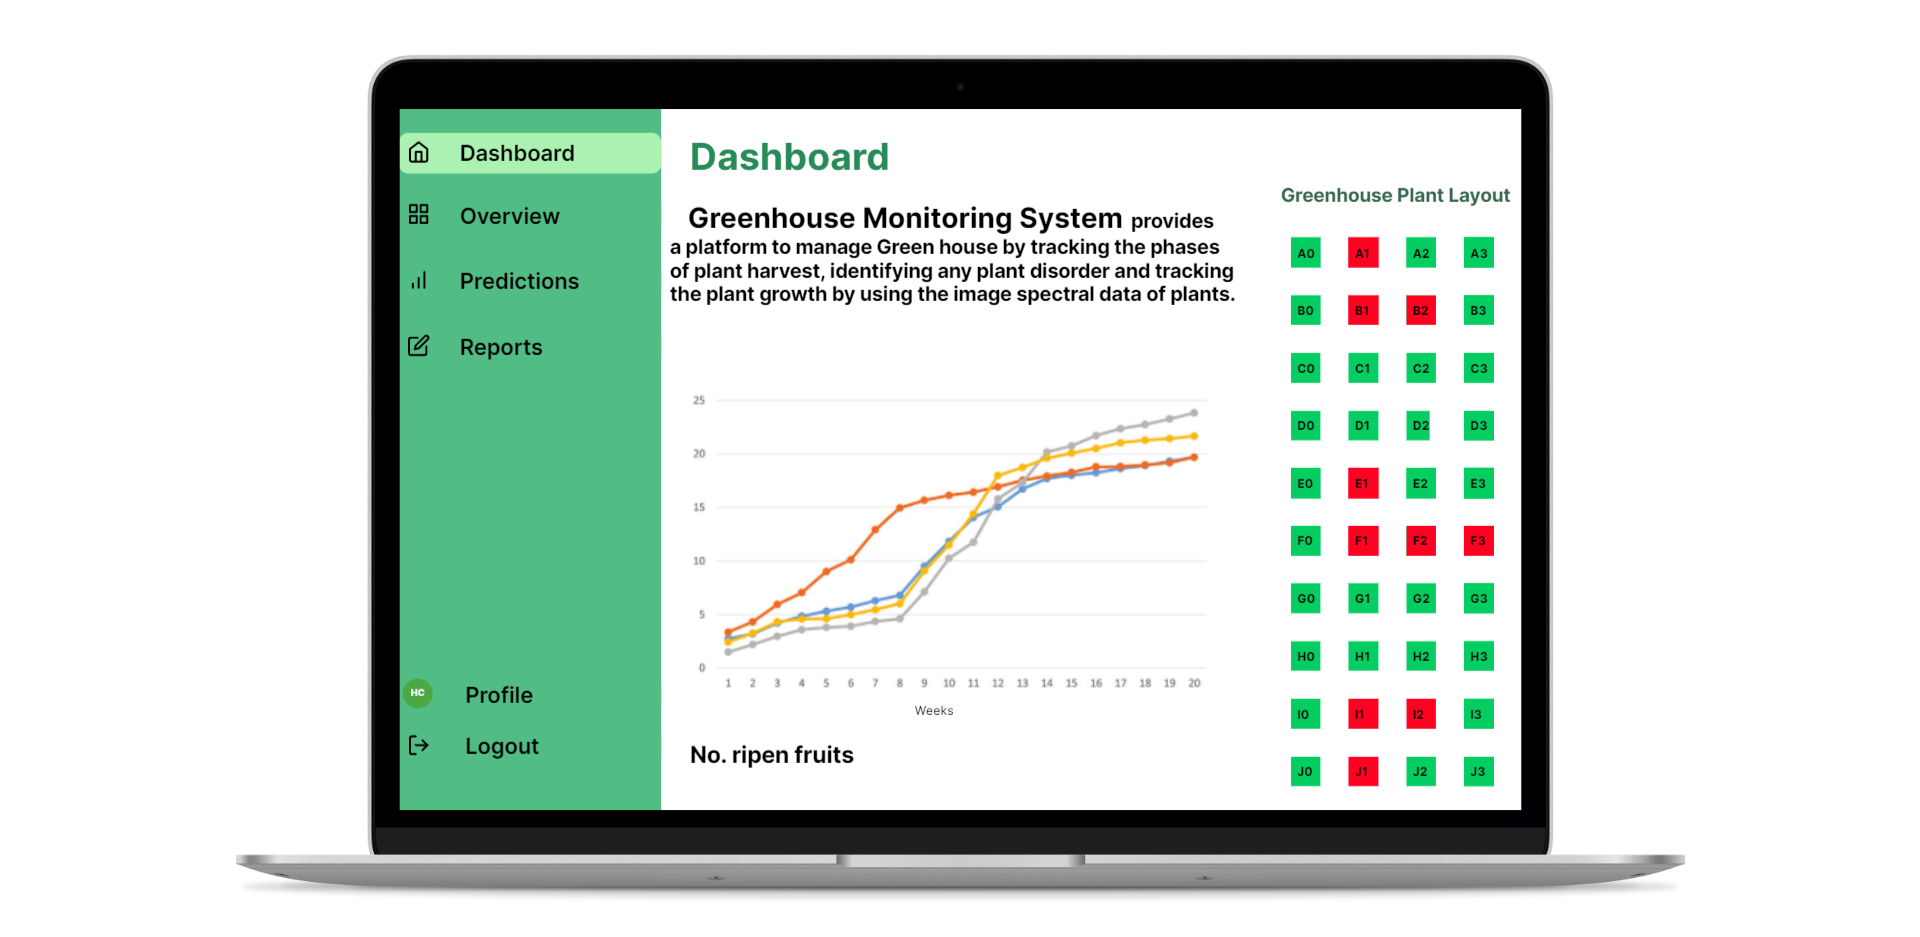 Dashboard
Overview
Predictions
Reports
HC Profile
Logout
Dashboard
Greenhouse Monitoring System provides
a platform to manage Green house by tracking the phases
of plant harvest, identifying any plant disorder and tracking
the plant growth by using the image spectral data of plants.
25
20
15
10
5
0
1 2 3 4 5 6 7 8 9 10 11 12 13 14 15 16 17 18 19 20
Weeks
No. ripen fruits
Greenhouse Plant Layout
A0 A1 A2 A3
B0 B1 B2 B3
C0 C1 C2 C3
D0 D1 D2 D3
E0 E1 E2 E3
F0 F1 F2 F3
G0 G1 G2 G3
H0 H1 H2 H3
I0 I1 I2 I3
J0 J1 J2 J3